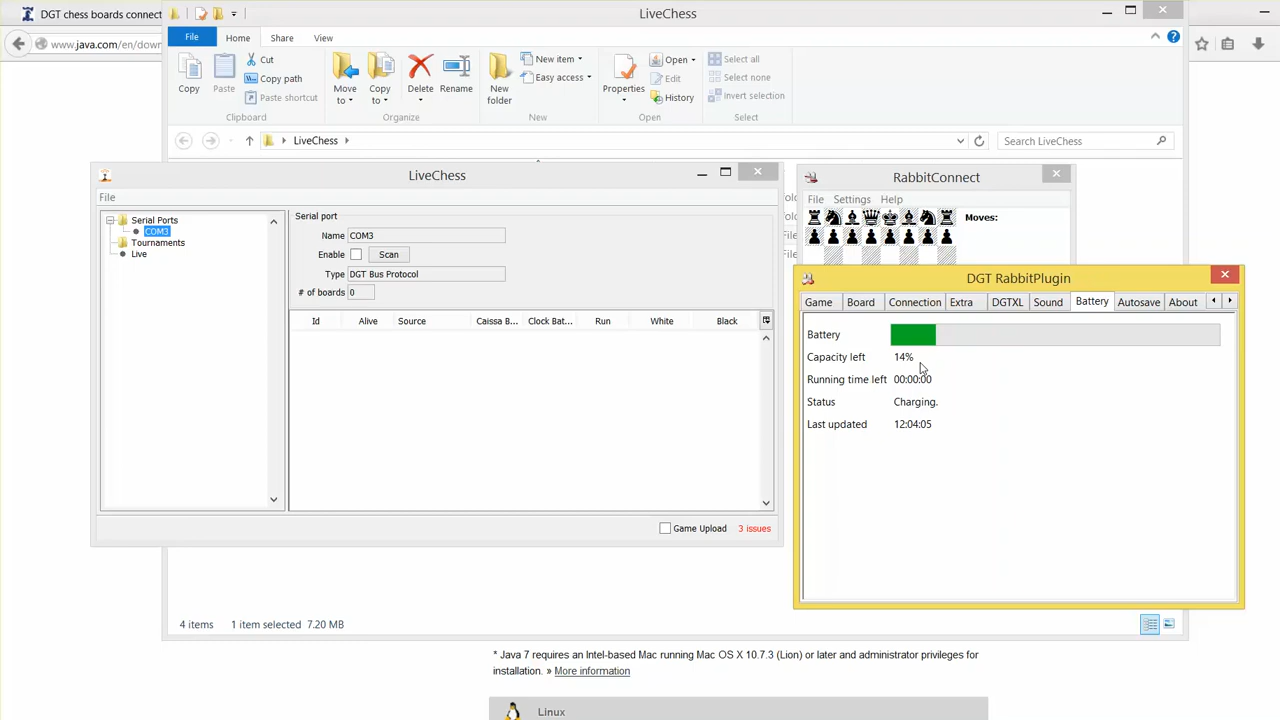 DGT chess boards connect
LiveChess
www.java.com/en/down
File Home Share View
Copy
Paste
Cut
Copy path
Paste shortcut
Move to
Copy to
Delete
Rename
New folder
New item
Easy access
Properties
Open
Edit
History
Select all
Select none
Invert selection
Clipboard Organize New Open Select
LiveChess
Search LiveChess
LiveChess
File
Serial Ports
COM3
Tournaments
Live
Serial port
Name COM3
Enable Scan
Type DGT Bus Protocol
# of boards 0
Id Alive Source Caissa B... Clock Bat... Run White Black
Game Upload 3 issues
RabbitConnect
File Settings Help
Moves:
DGT RabbitPlugin
Game Board Connection Extra DGTXL Sound Battery Autosave About
Battery
Capacity left 14%
Running time left 00:00:00
Status Charging.
Last updated 12:04:05
4 items 1 item selected 7.20 MB
* Java 7 requires an Intel-based Mac running Mac OS X 10.7.3 (Lion) or later and administrator privileges for
installation. » More information
Linux